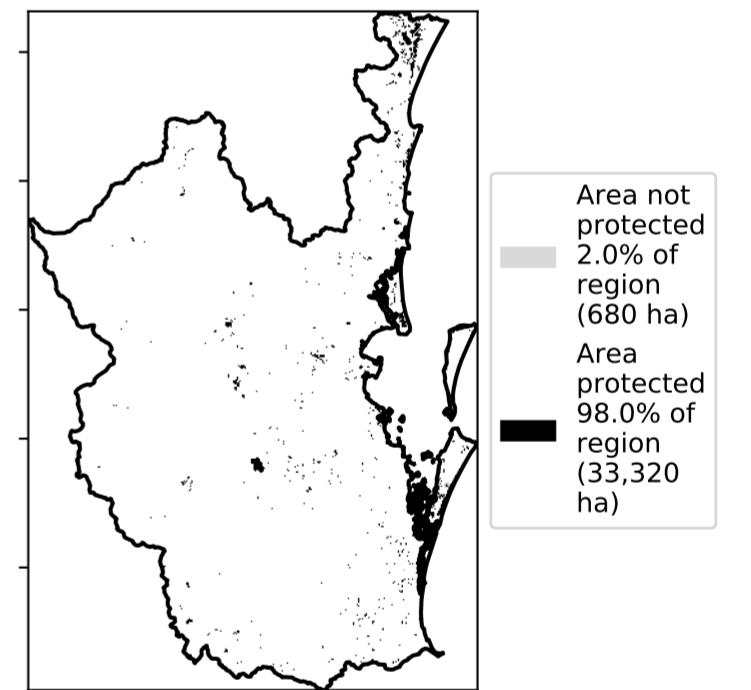 Area not
protected
2.0% of
region
(680 ha)
Area
protected
98.0% of
region
(33,320
ha)